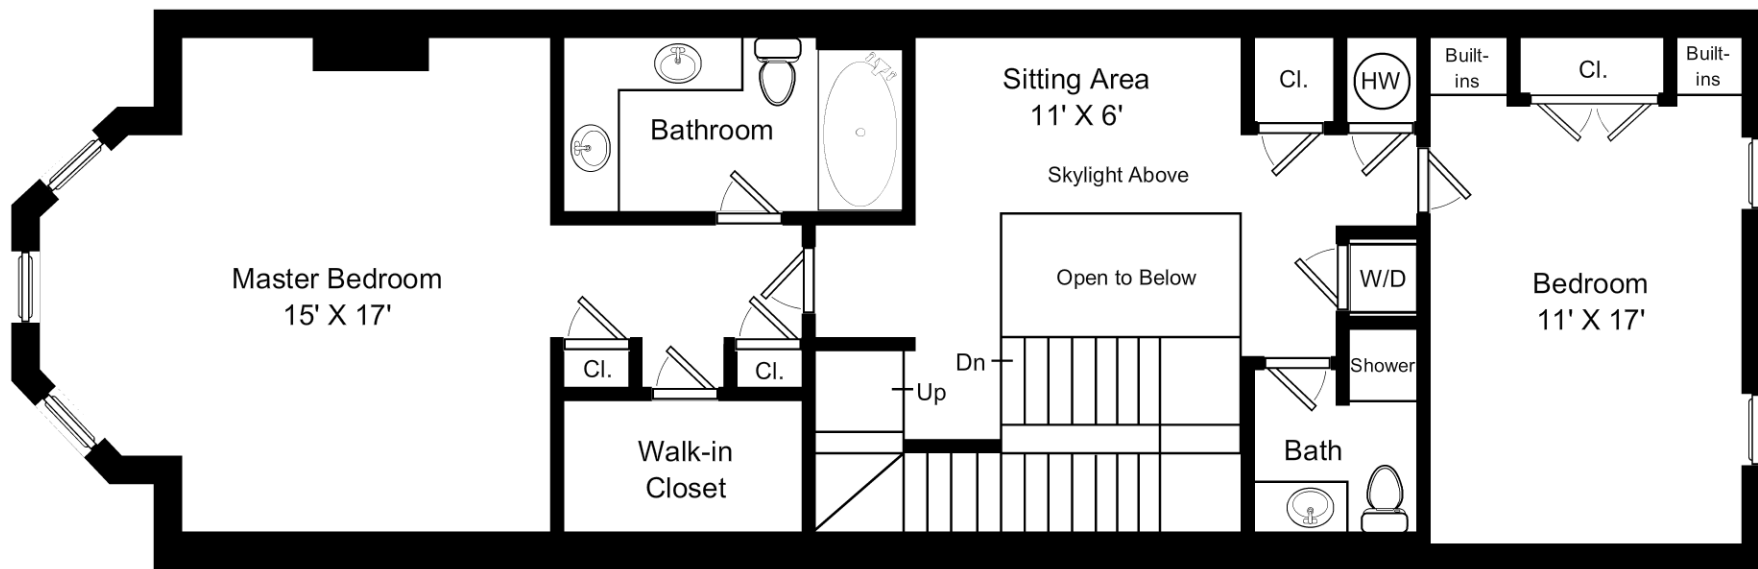 Master Bedroom
15' X 17'
Bathroom
Cl.
Cl.
Walk-in
Closet
Sitting Area
11' X 6'
Skylight Above
Open to Below
Dn
Up
Cl.
HW
W/D
Shower
Bath
Built-
ins
Cl.
Built-
ins
Bedroom
11' X 17'